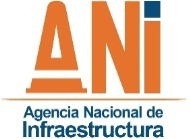 ANi
Agencia Nacional de
Infraestructura